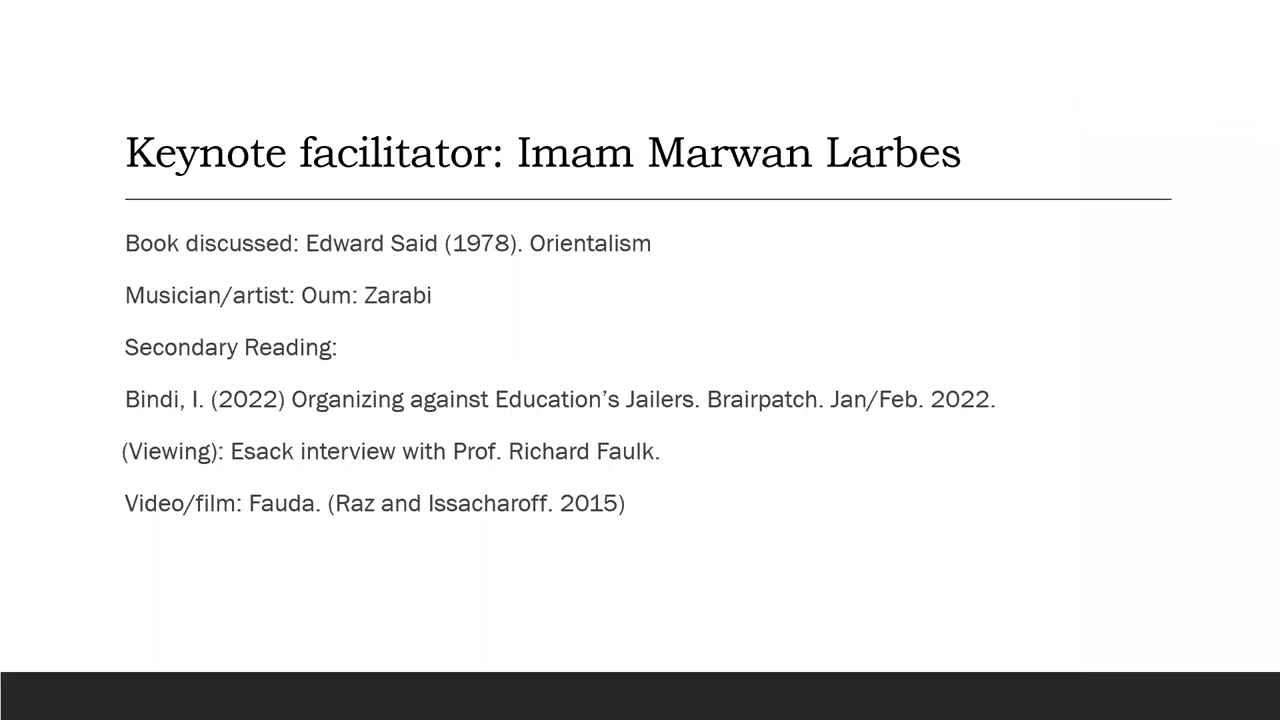 Keynote facilitator: Imam Marwan Larbes
Book discussed: Edward Said (1978). Orientalism
Musician/artist: Oum: Zarabi
Secondary Reading:
Bindi, I. (2022) Organizing against Education’s Jailers. Brairpatch. Jan/Feb. 2022.
(Viewing): Esack interview with Prof. Richard Faulk.
Video/film: Fauda. (Raz and Issacharoff. 2015)